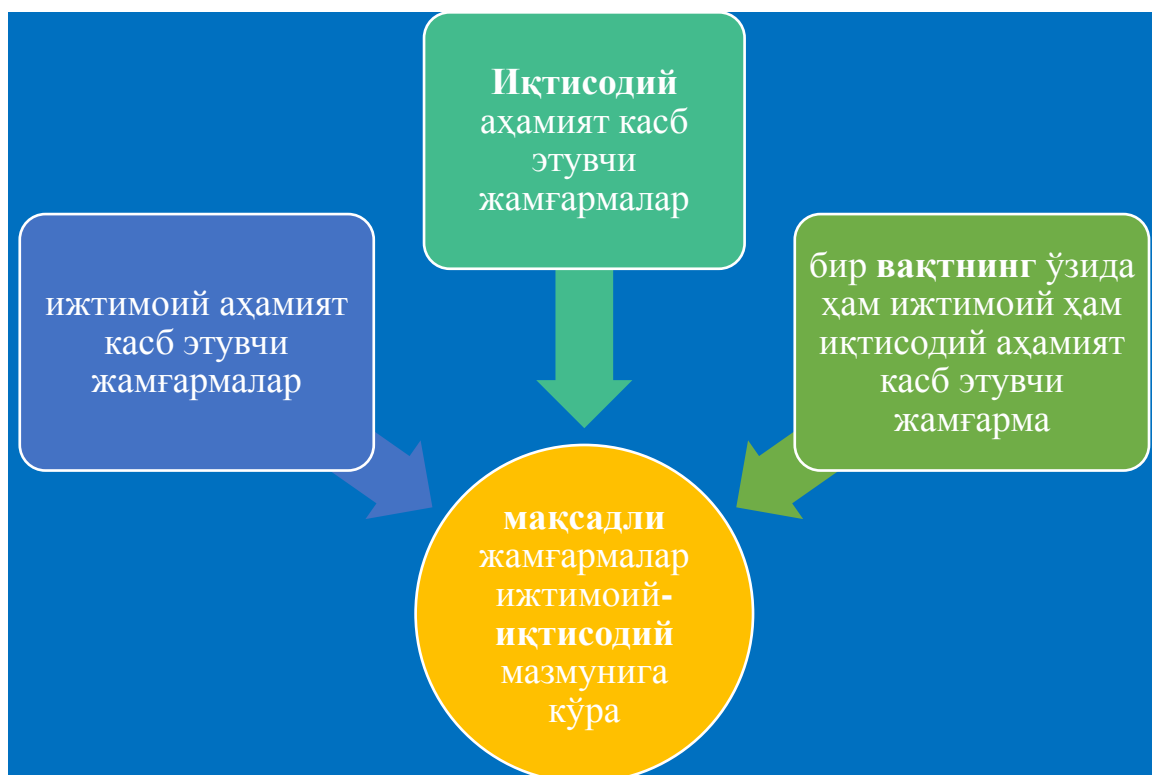 Иқтисодий
аҳамият касб
этувчи
жамғармалар
ижтимоий аҳамият
касб этувчи
жамғармалар
бир вақтнинг ўзида
ҳам ижтимоий ҳам
иқтисодий аҳамият
касб этувчи
жамғарма
мақсадли
жамғармалар
ижтимоий-
иқтисодий
мазмунига
кўра